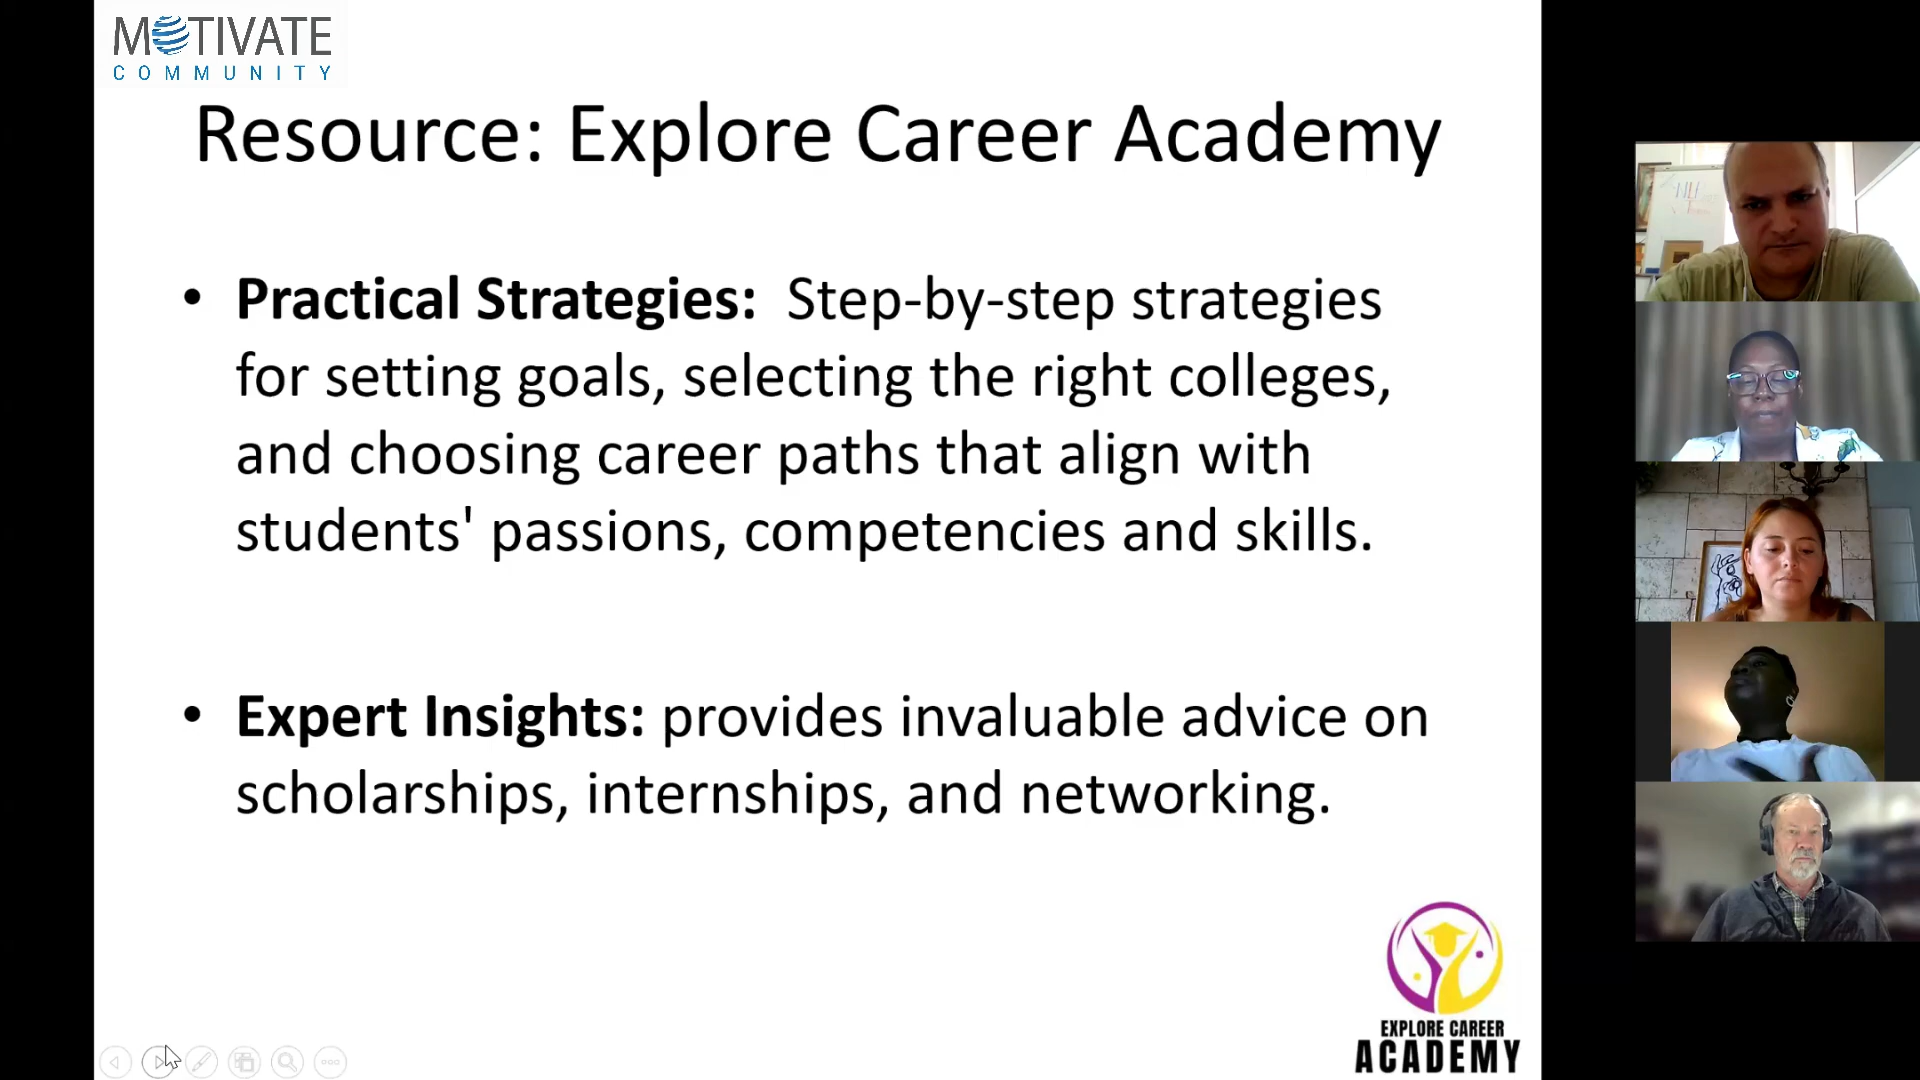 MOTIVATE
COMMUNITY
Resource: Explore Career Academy
• Practical Strategies: Step-by-step strategies
for setting goals, selecting the right colleges,
and choosing career paths that align with
students' passions, competencies and skills.
• Expert Insights: provides invaluable advice on
scholarships, internships, and networking.
EXPLORE CAREER
ACADEMY